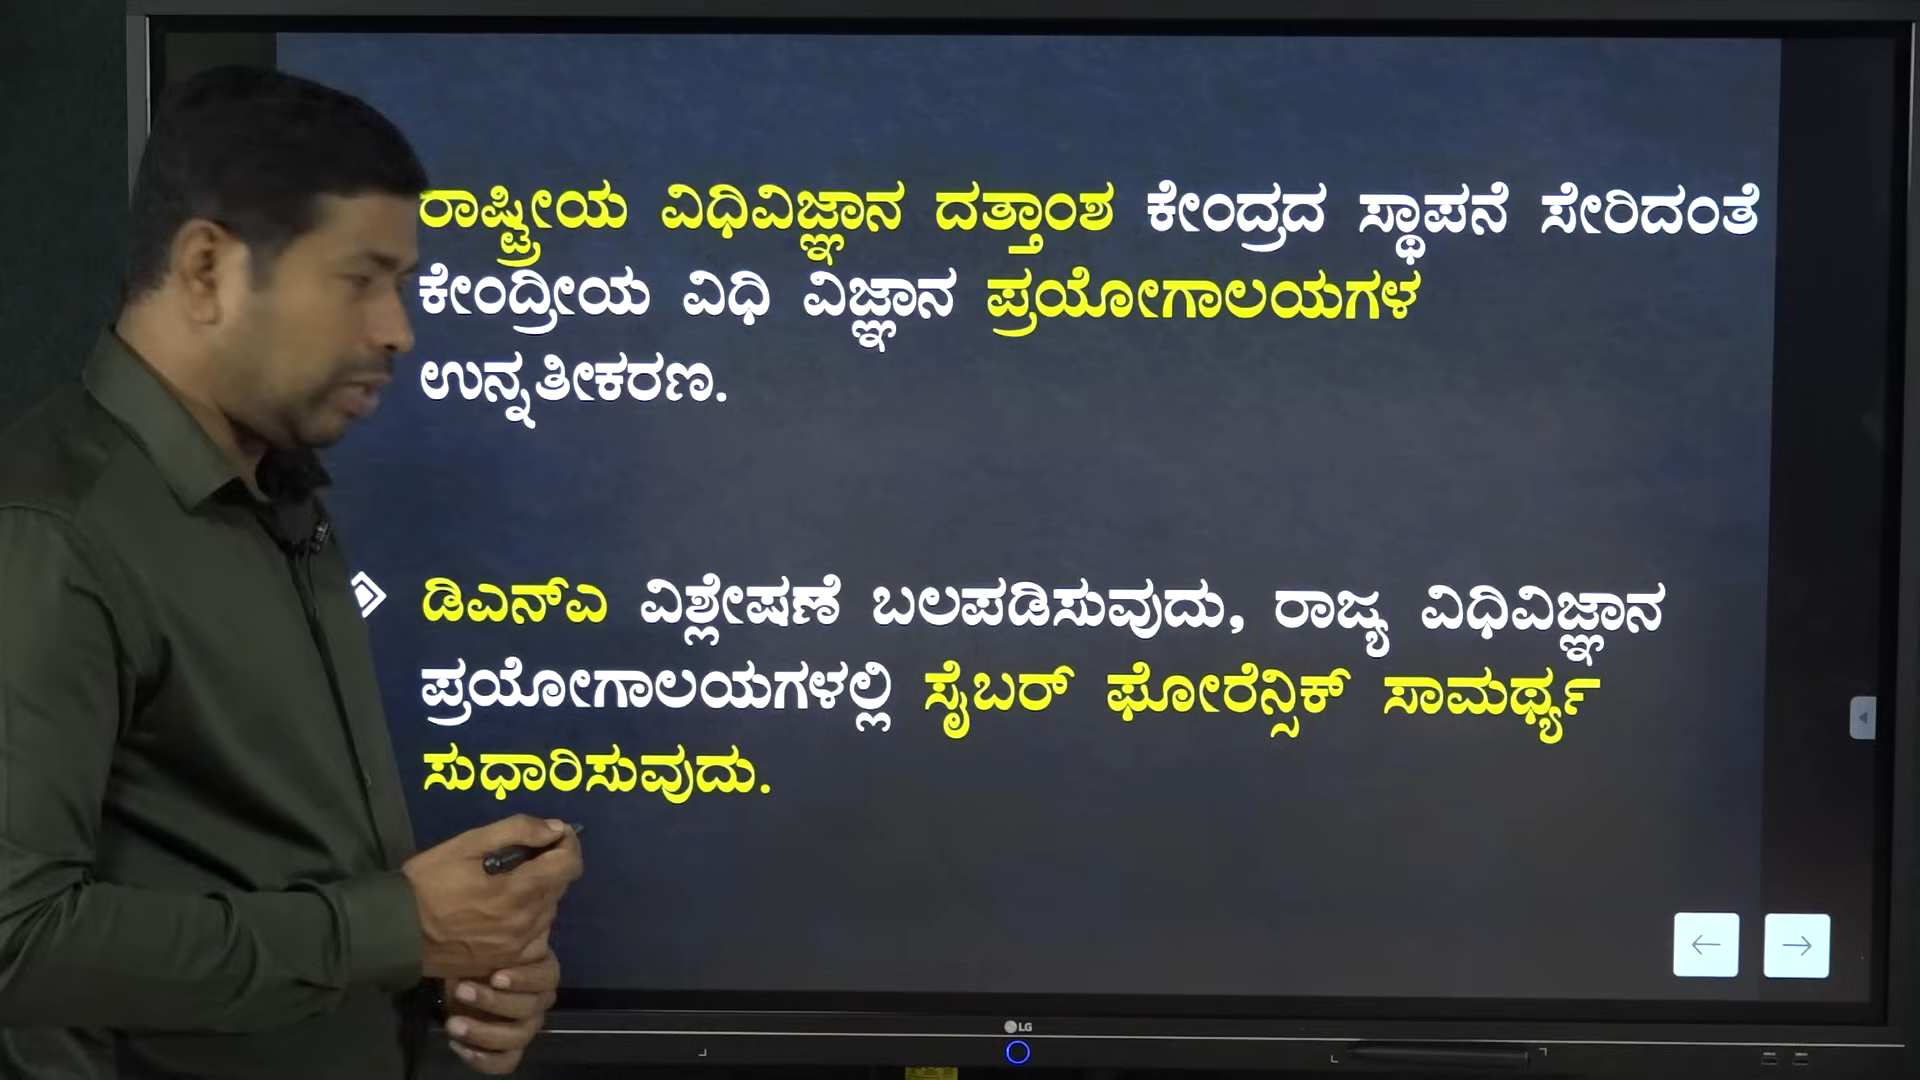 ರಾಷ್ಟ್ರೀಯ ವಿಧಿವಿಜ್ಞಾನ ದತ್ತಾಂಶ ಕೇಂದ್ರದ ಸ್ಥಾಪನೆ ಸೇರಿದಂತೆ
ಕೇಂದ್ರೀಯ ವಿಧಿ ವಿಜ್ಞಾನ ಪ್ರಯೋಗಾಲಯಗಳ
ಉನ್ನತೀಕರಣ.
ಡಿಎನ್ಎ ವಿಶ್ಲೇಷಣೆ ಬಲಪಡಿಸುವುದು, ರಾಜ್ಯ ವಿಧಿವಿಜ್ಞಾನ
ಪ್ರಯೋಗಾಲಯಗಳಲ್ಲಿ ಸೈಬರ್ ಫೋರೆನ್ಸಿಕ್ ಸಾಮರ್ಥ್ಯ
ಸುಧಾರಿಸುವುದು.
LG